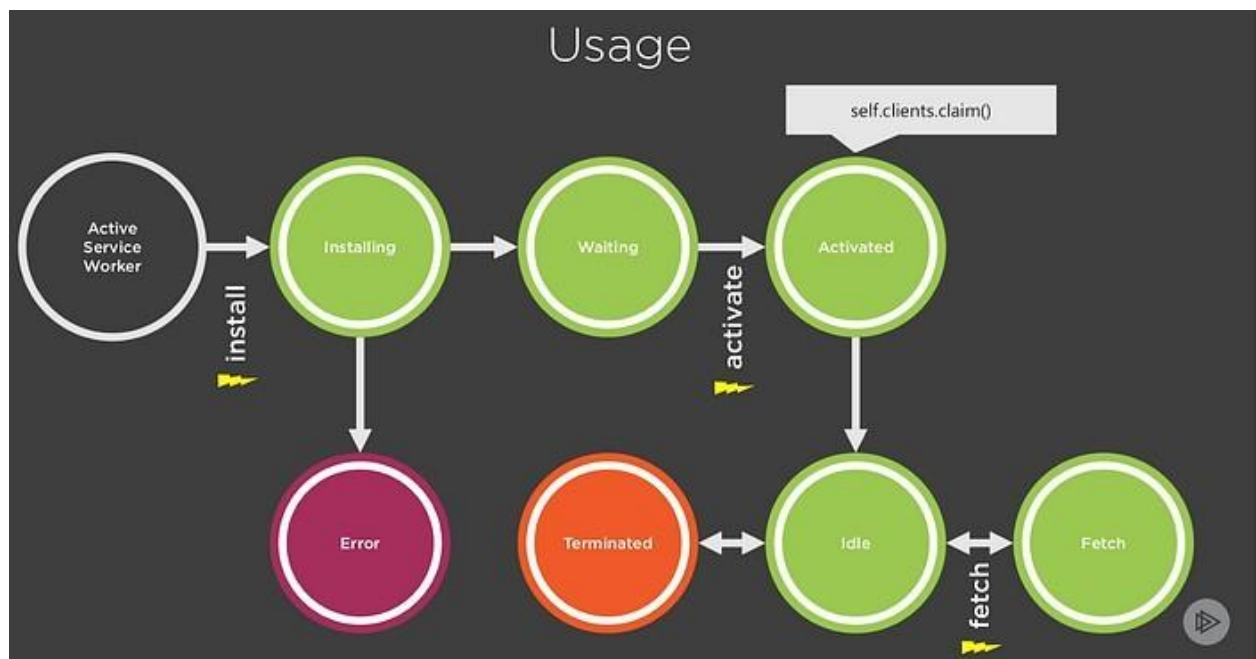 Usage
self.clients.claim()
Active
Service
Worker
Installing
Waiting
Activated
install
activate
Error
Terminated
Idle
Fetch
fetch